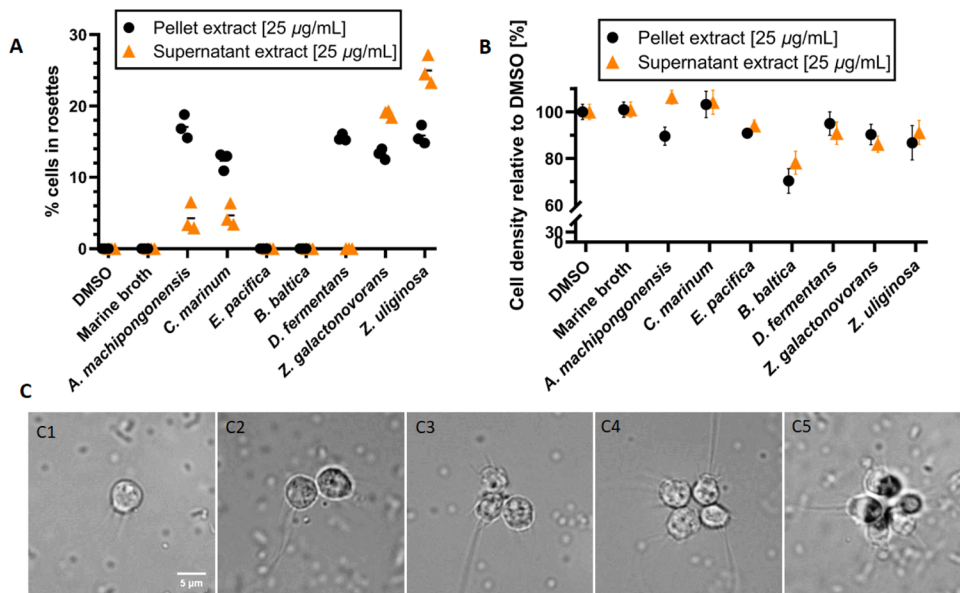 A
Pellet extract [25 µg/mL]
Supernatant extract [25 µg/mL]
% cells in rosettes
30
20
10
0
DMSO
Marine broth
A. machipongonensis
C. marinum
E. pacifica
B. baltica
D. fermentans
Z. galactonovorans
Z. uliginosa
B
Pellet extract [25 µg/mL]
Supernatant extract [25 µg/mL]
Cell density relative to DMSO [%]
100
80
60
30
0
DMSO
Marine broth
A. machipongonensis
C. marinum
E. pacifica
B. baltica
D. fermentans
Z. galactonovorans
Z. uliginosa
C
C1
C2
C3
C4
C5
5 µm